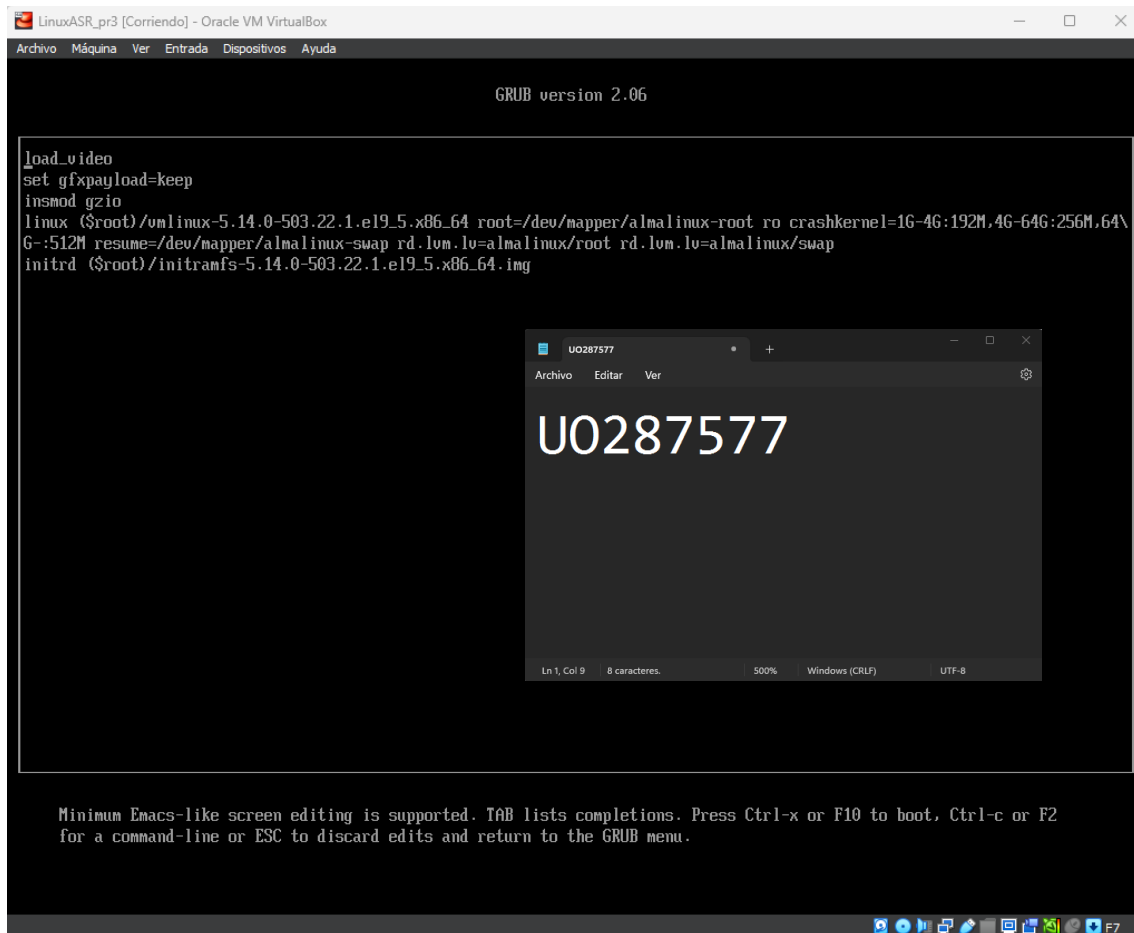 LinuxASR_pr3 [Corriendo] - Oracle VM VirtualBox
Archivo Máquina Ver Entrada Dispositivos Ayuda
GRUB version 2.06
load_video
set gfxpayload=keep
insmod gzio
linux ($root)/vmlinux-5.14.0-503.22.1.el9_5.x86_64 root=/dev/mapper/almalinux-root ro crashkernel=1G-4G:192M,4G-64G:256M,64\
G-:512M resume=/dev/mapper/almalinux-swap rd.lvm.lv=almalinux/root rd.lvm.lv=almalinux/swap
initrd ($root)/initramfs-5.14.0-503.22.1.el9_5.x86_64.img
UO287577
Archivo Editar Ver
UO287577
Ln 1, Col 9 8 caracteres. 500% Windows (CRLF) UTF-8
Minimum Emacs-like screen editing is supported. TAB lists completions. Press Ctrl-x or F10 to boot, Ctrl-c or F2
for a command-line or ESC to discard edits and return to the GRUB menu.
F7